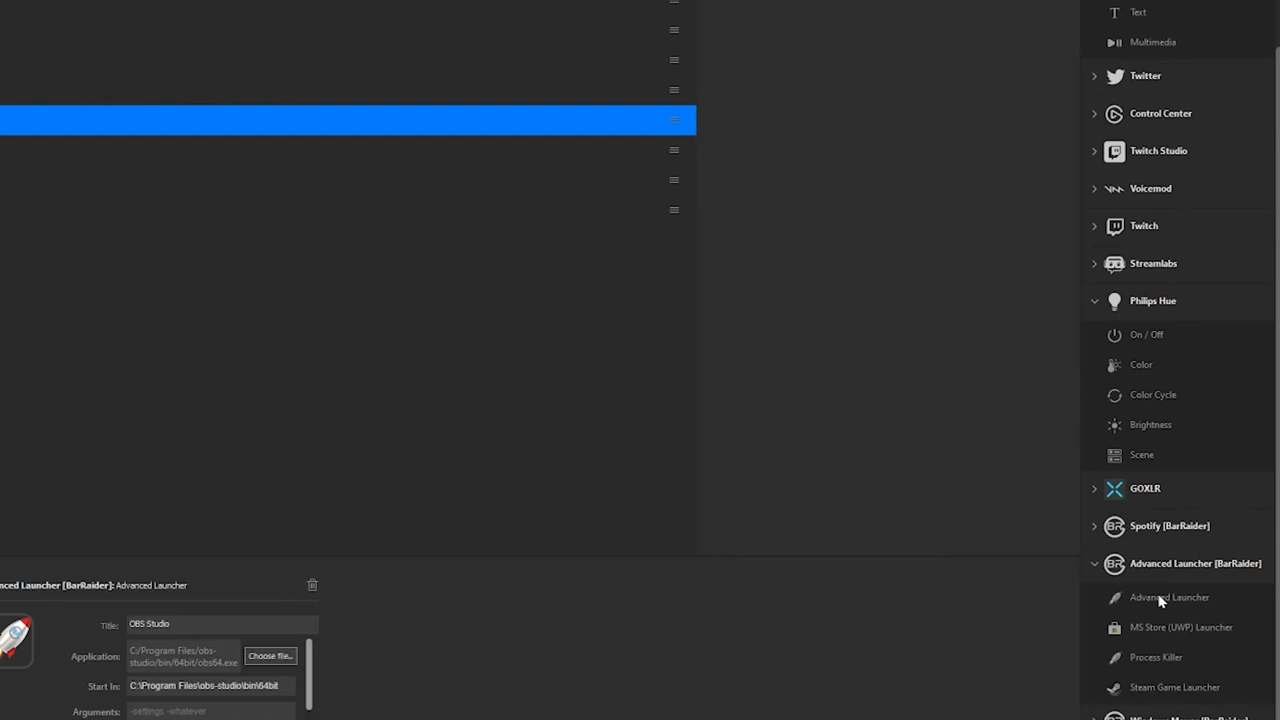 Text
Multimedia
Twitter
Control Center
Twitch Studio
Voicemod
Twitch
Streamlabs
Philips Hue
On / Off
Color
Color Cycle
Brightness
Scene
GOXLR
Spotify [BarRaider]
Advanced Launcher [BarRaider]
Advanced Launcher
MS Store (UWP) Launcher
Process Killer
Steam Game Launcher
nced Launcher [BarRaider]: Advanced Launcher
Title: OBS Studio
Application: C:/Program Files/obs-
studio/bin/64bit/obs64.exe
Choose file...
Start In: C:\Program Files\obs-studio\bin\64bit
Arguments: -settings -whatever